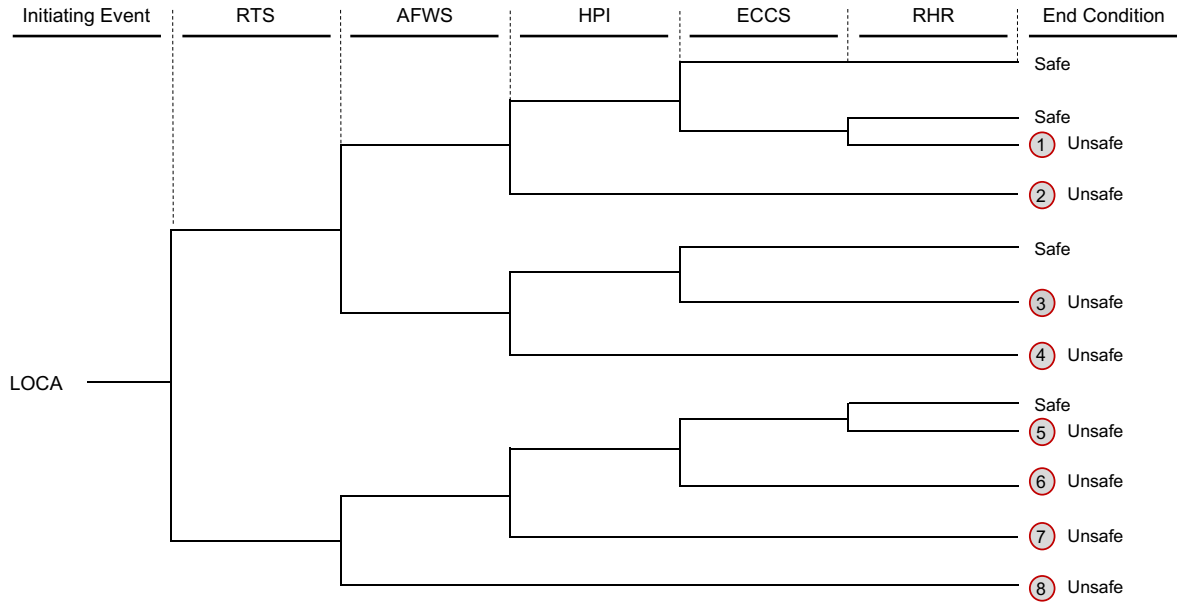 Initiating Event RTS AFWS HPI ECCS RHR End Condition
Safe
Safe
1 Unsafe
2 Unsafe
Safe
3 Unsafe
4 Unsafe
LOCA
Safe
5 Unsafe
6 Unsafe
7 Unsafe
8 Unsafe